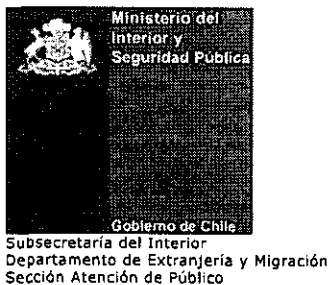 Ministerio del
Interior y
Seguridad Pública
Gobierno de Chile
Subsecretaría del Interior
Departamento de Extranjería y Migración
Sección Atención de Público